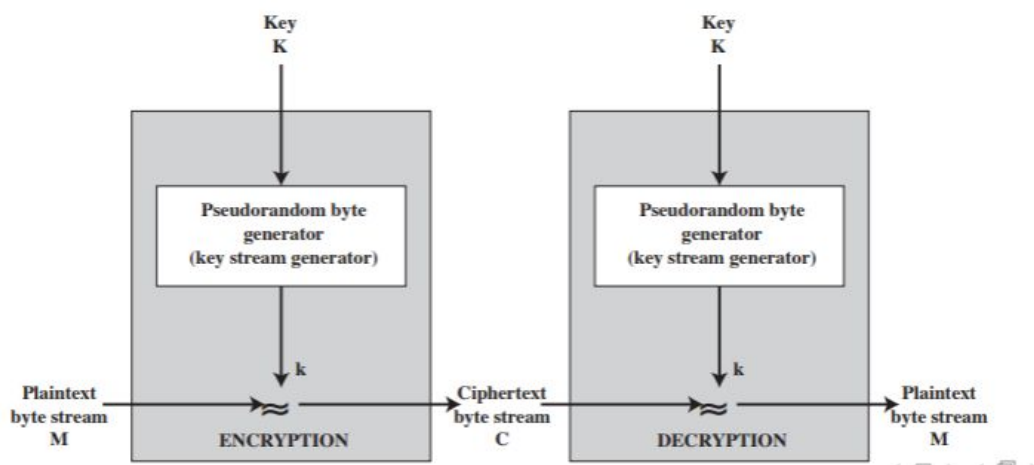 Key
K
Key
K
Pseudorandom byte
generator
(key stream generator)
Pseudorandom byte
generator
(key stream generator)
k
k
Plaintext
byte stream
M
≈
Ciphertext
byte stream
C
≈
Plaintext
byte stream
M
ENCRYPTION
DECRYPTION